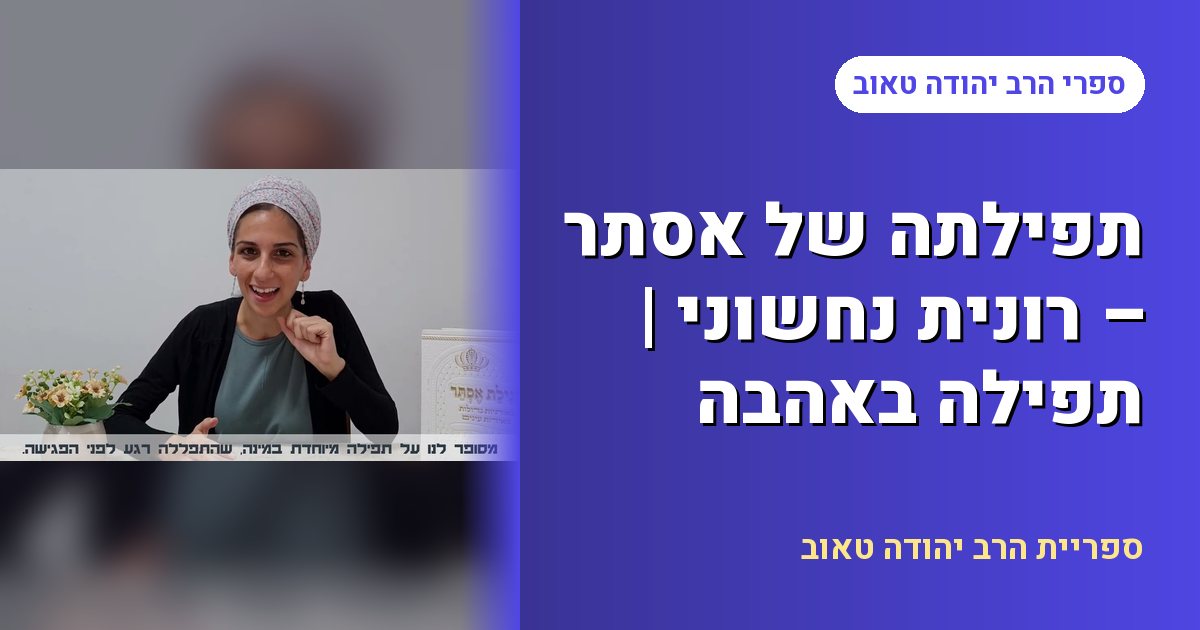 ספרי הרב יהודה טאוב
תפילתה של אסתר
– רונית נחשוני |
תפילה באהבה
ספריית הרב יהודה טאוב
מסופר לנו על תפילה מיוחדת במינה, שהתפללה רגע לפני הפגישה.
אסתר